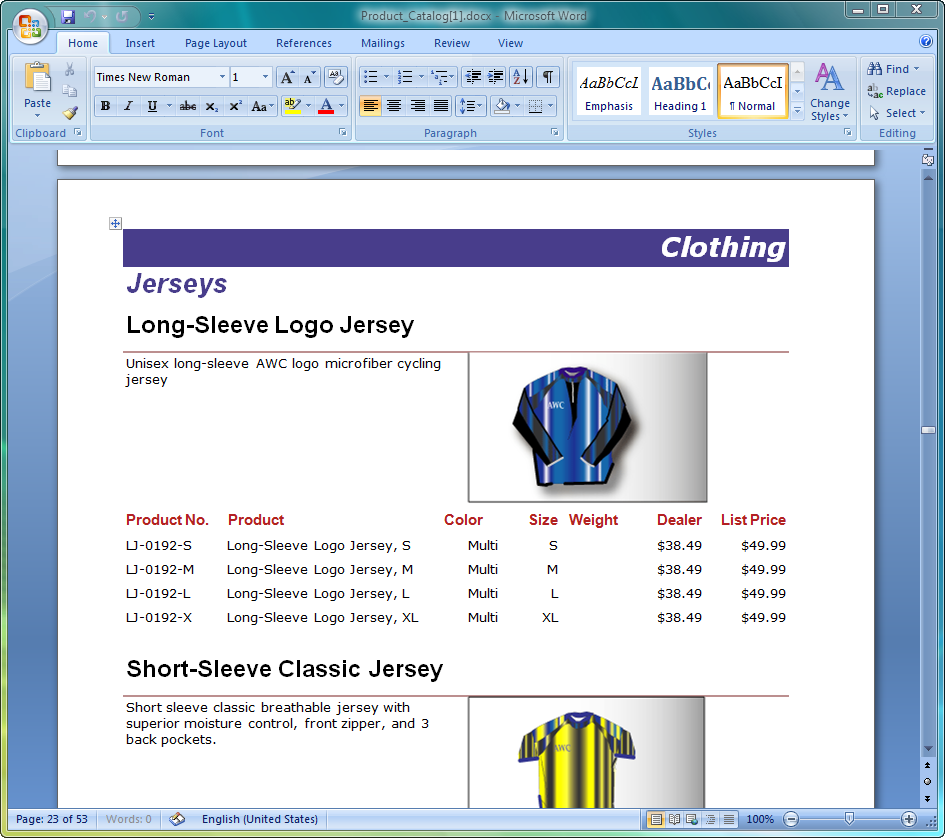 Product_Catalog[1].docx - Microsoft Word
Home Insert Page Layout References Mailings Review View
Paste
Clipboard
Times New Roman 1
B I U abc X₂ X² Aa ab A
Font
Paragraph
AaBbCcI AaBbC AaBbCcI
Emphasis Heading 1 ¶ Normal
Change Styles
Styles
Find
Replace
Select
Editing
Clothing
Jerseys
Long-Sleeve Logo Jersey
Unisex long-sleeve AWC logo microfiber cycling
jersey
AWC
Product No. Product Color Size Weight Dealer List Price
LJ-0192-S Long-Sleeve Logo Jersey, S Multi S $38.49 $49.99
LJ-0192-M Long-Sleeve Logo Jersey, M Multi M $38.49 $49.99
LJ-0192-L Long-Sleeve Logo Jersey, L Multi L $38.49 $49.99
LJ-0192-X Long-Sleeve Logo Jersey, XL Multi XL $38.49 $49.99
Short-Sleeve Classic Jersey
Short sleeve classic breathable jersey with
superior moisture control, front zipper, and 3
back pockets.
AWC
Page: 23 of 53 Words: 0 English (United States) 100%